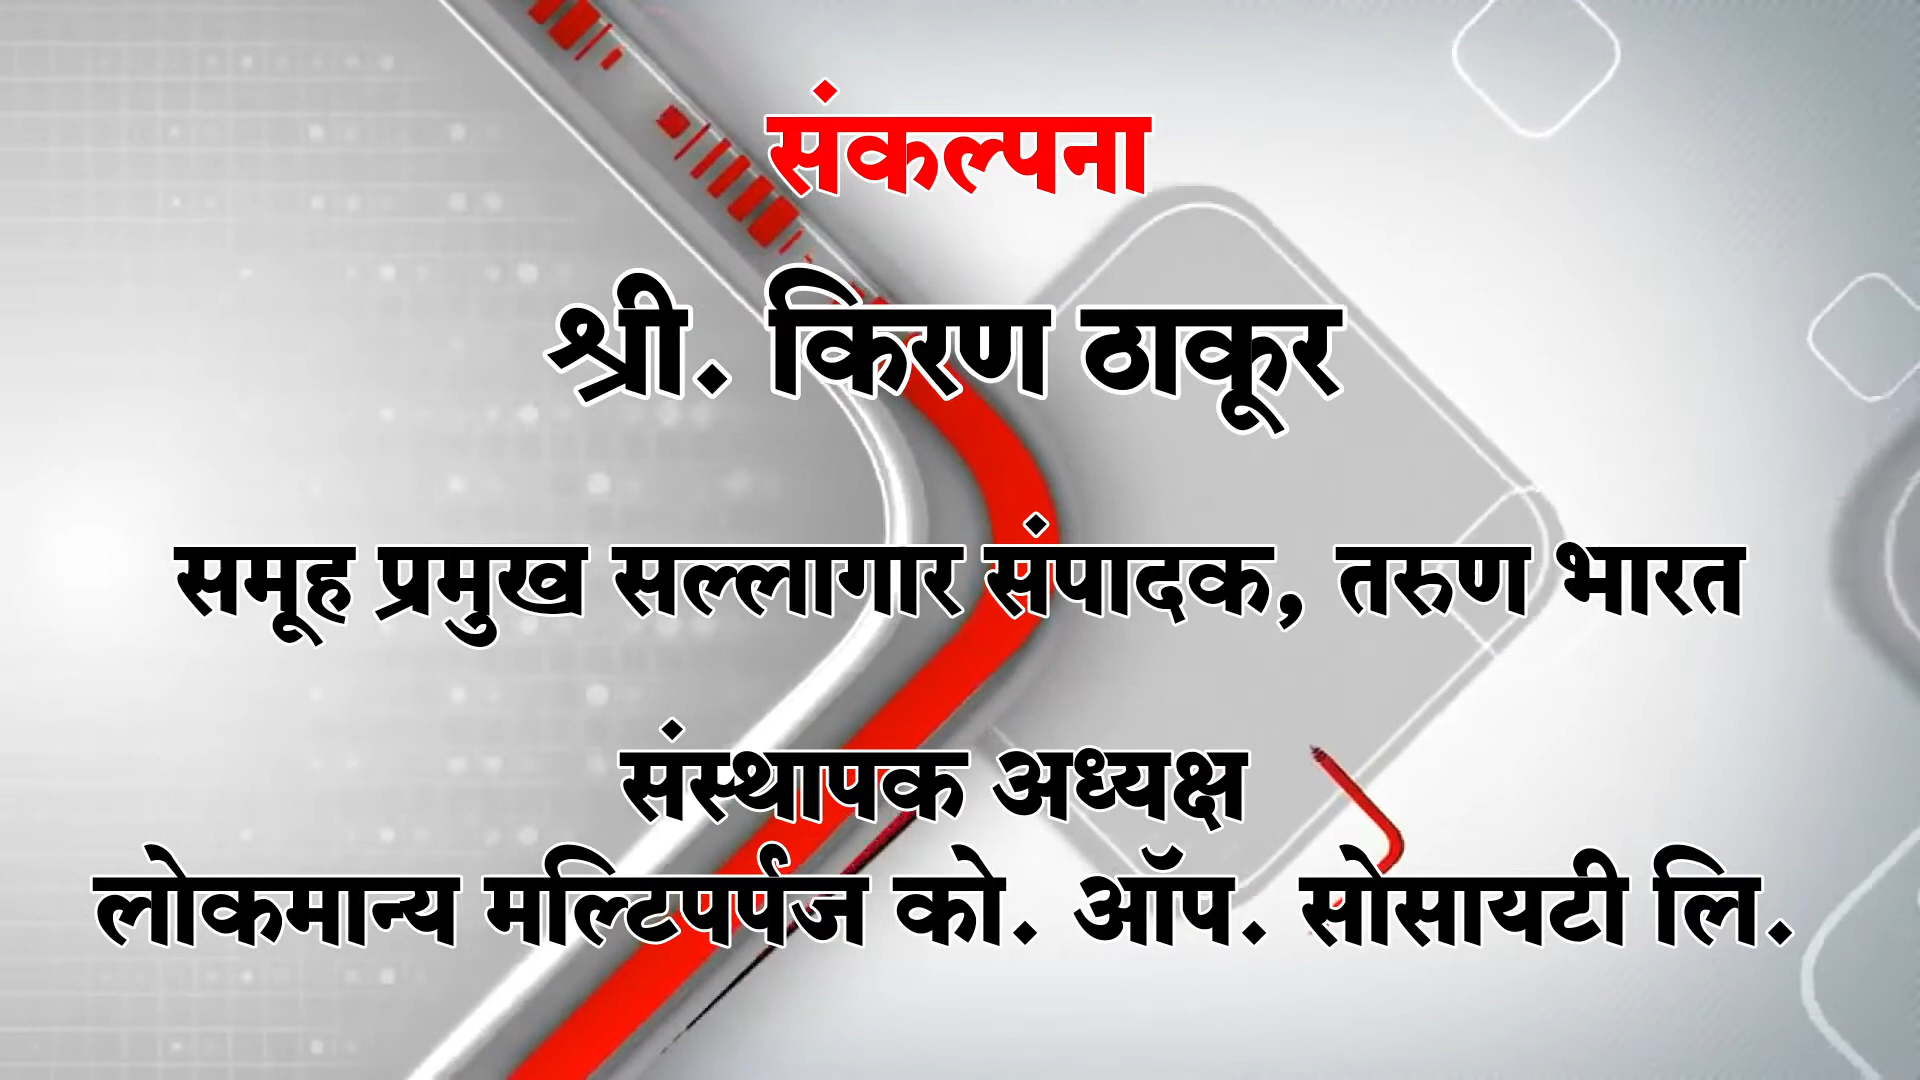 संकल्पना
श्री. किरण ठाकूर
समूह प्रमुख सल्लागार संपादक, तरुण भारत
संस्थापक अध्यक्ष
लोकमान्य मल्टिपर्पज को. ऑप. सोसायटी लि.